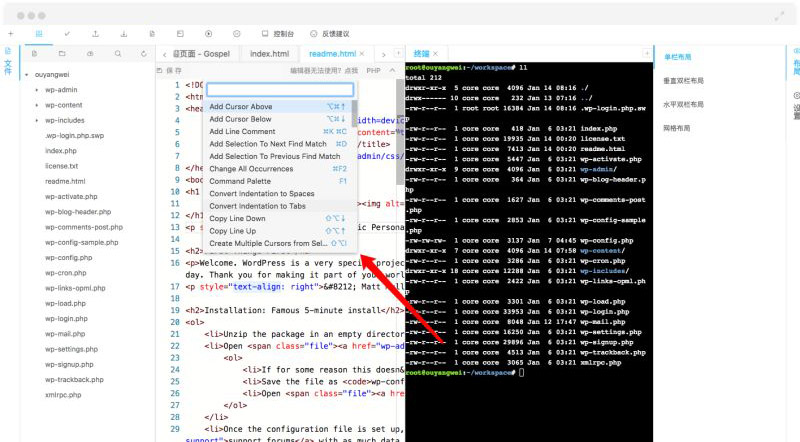 控制台
反馈建议
文件
ouyangwei
wp-admin
wp-content
wp-includes
.wp-login.php.swp
index.php
license.txt
readme.html
wp-activate.php
wp-blog-header.php
wp-comments-post.php
wp-config-sample.php
wp-config.php
wp-cron.php
wp-links-opml.php
wp-load.php
wp-login.php
wp-mail.php
wp-settings.php
wp-signup.php
wp-trackback.php
xmlrpc.php
页面 - Gospel
index.html
readme.html
保存
编辑器无法使用? 点我
PHP
1 <!DO
2 <htm
3 <hea
4 width=devic
5 content="t
6 </title>
7 admin/css/
8
9 <bod
10 <h1
11 ><img alt=
12 </h1
13 <p s ic Persona
14
15 <h2>
16 <p>Welcome. WordPress is a very special projec
day. Thank you for making it part of your world
17 <p style="text-align: right">&#8212; Matt Mull
18
19 <h2>Installation: Famous 5-minute install</h2>
20 <ol>
21 <li>Unzip the package in an empty director
22 <li>Open <span class="file"><a href="wp-ad
23 <ol>
24 <li>If for some reason this doesn&
25 <li>Save the file as <code>wp-conf
26 <li>Open <span class="file"><a hre
27 </ol>
28 </li>
29 <li>Once the configuration file is set up,
support">support forums</a> with as much data
Add Cursor Above ⌥⌘↑
Add Cursor Below ⌥⌘↓
Add Line Comment ⌘K ⌘C
Add Selection To Next Find Match ⌘D
Add Selection To Previous Find Match
Change All Occurrences ⌘F2
Command Palette F1
Convert Indentation to Spaces
Convert Indentation to Tabs
Copy Line Down ⇧⌥↓
Copy Line Up ⇧⌥↑
Create Multiple Cursors from Sel... ⇧⌥I
终端
root@ouyangwei:~/workspace# ll
total 212
drwxr-xr-x 5 core core 4096 Jan 14 08:16 ./
drwx------ 10 core core 232 Jan 13 07:16 ../
-rw-r--r-- 1 root root 16384 Jan 14 08:16 .wp-login.php.sw
p
-rw-r--r-- 1 core core 418 Jan 6 03:21 index.php
-rw-r--r-- 1 core core 19935 Jan 14 00:20 license.txt
-rw-r--r-- 1 core core 7413 Jan 14 00:20 readme.html
-rw-r--r-- 1 core core 5447 Jan 6 03:21 wp-activate.php
drwxr-xr-x 9 core core 4096 Jan 6 03:21 wp-admin/
-rw-r--r-- 1 core core 364 Jan 6 03:21 wp-blog-header.p
hp
-rw-r--r-- 1 core core 1627 Jan 6 03:21 wp-comments-post
.php
-rw-r--r-- 1 core core 2853 Jan 6 03:21 wp-config-sample
.php
-rw-rw-rw- 1 core core 3137 Jan 7 04:45 wp-config.php
drwxr-xr-x 7 core core 4096 Jan 14 07:58 wp-content/
-rw-r--r-- 1 core core 3286 Jan 6 03:21 wp-cron.php
drwxr-xr-x 18 core core 12288 Jan 6 03:21 wp-includes/
-rw-r--r-- 1 core core 2422 Jan 6 03:21 wp-links-opml.ph
p
-rw-r--r-- 1 core core 3301 Jan 6 03:21 wp-load.php
-rw-r--r-- 1 core core 33953 Jan 6 03:21 wp-login.php
-rw-r--r-- 1 core core 8048 Jan 12 17:47 wp-mail.php
-rw-r--r-- 1 core core 16250 Jan 6 03:21 wp-settings.php
-rw-r--r-- 1 core core 29896 Jan 6 03:21 wp-signup.php
-rw-r--r-- 1 core core 4513 Jan 6 03:21 wp-trackback.php
-rw-r--r-- 1 core core 3065 Jan 6 03:21 xmlrpc.php
root@ouyangwei:~/workspace#
单栏布局
垂直双栏布局
水平双栏布局
网格布局
布局
设置